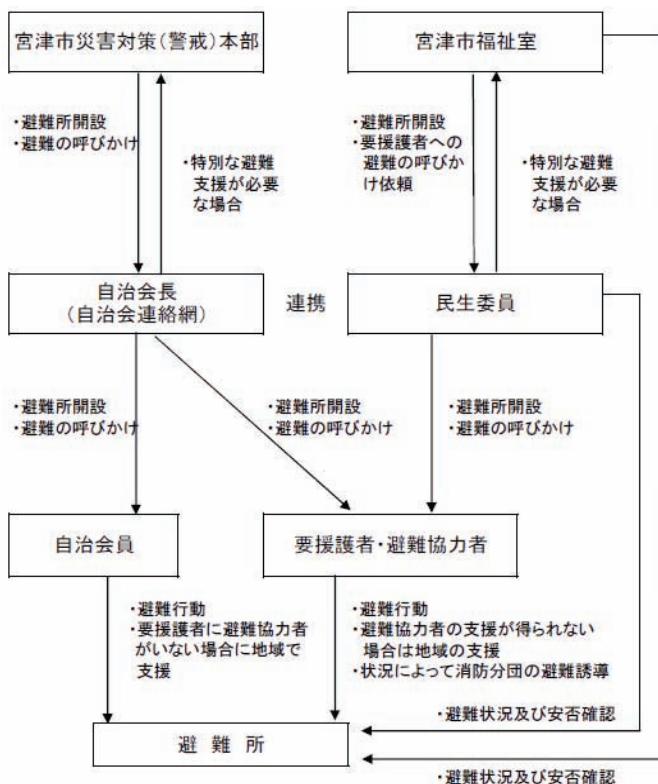 宮津市災害対策(警戒)本部
宮津市福祉室
・避難所開設
・避難の呼びかけ
・特別な避難
支援が必要
な場合
・避難所開設
・要援護者への
避難の呼びか
け依頼
・特別な避難
支援が必要
な場合
自治会長
(自治会連絡網)
連携
民生委員
・避難所開設
・避難の呼びかけ
・避難所開設
・避難の呼びかけ
・避難所開設
・避難の呼びかけ
自治会員
要援護者・避難協力者
・避難行動
・要援護者に避難協力者
がいない場合に地域で
支援
・避難行動
・避難協力者の支援が得られない
場合は地域の支援
・状況によって消防分団の避難誘導
・避難状況及び安否確認
避難所
・避難状況及び安否確認